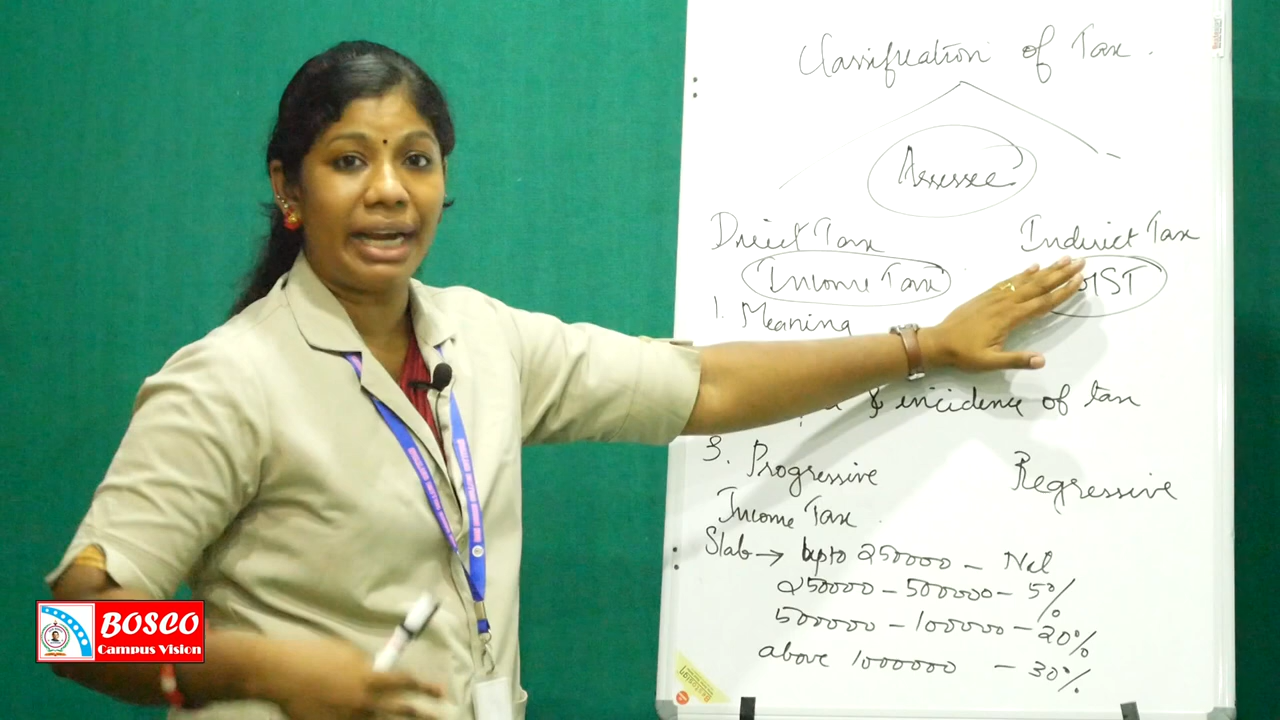 Classification of Tax.
Assessee
Direct Tax Indirect Tax
Income Tax GST
1. Meaning
& incidence of tax
3. Progressive Regressive
Income Tax
Slab → upto 250000 - Nil
250000 - 500000 - 5%
500000 - 100000 - 20%
above 1000000 - 30%
BOSCO
Campus Vision